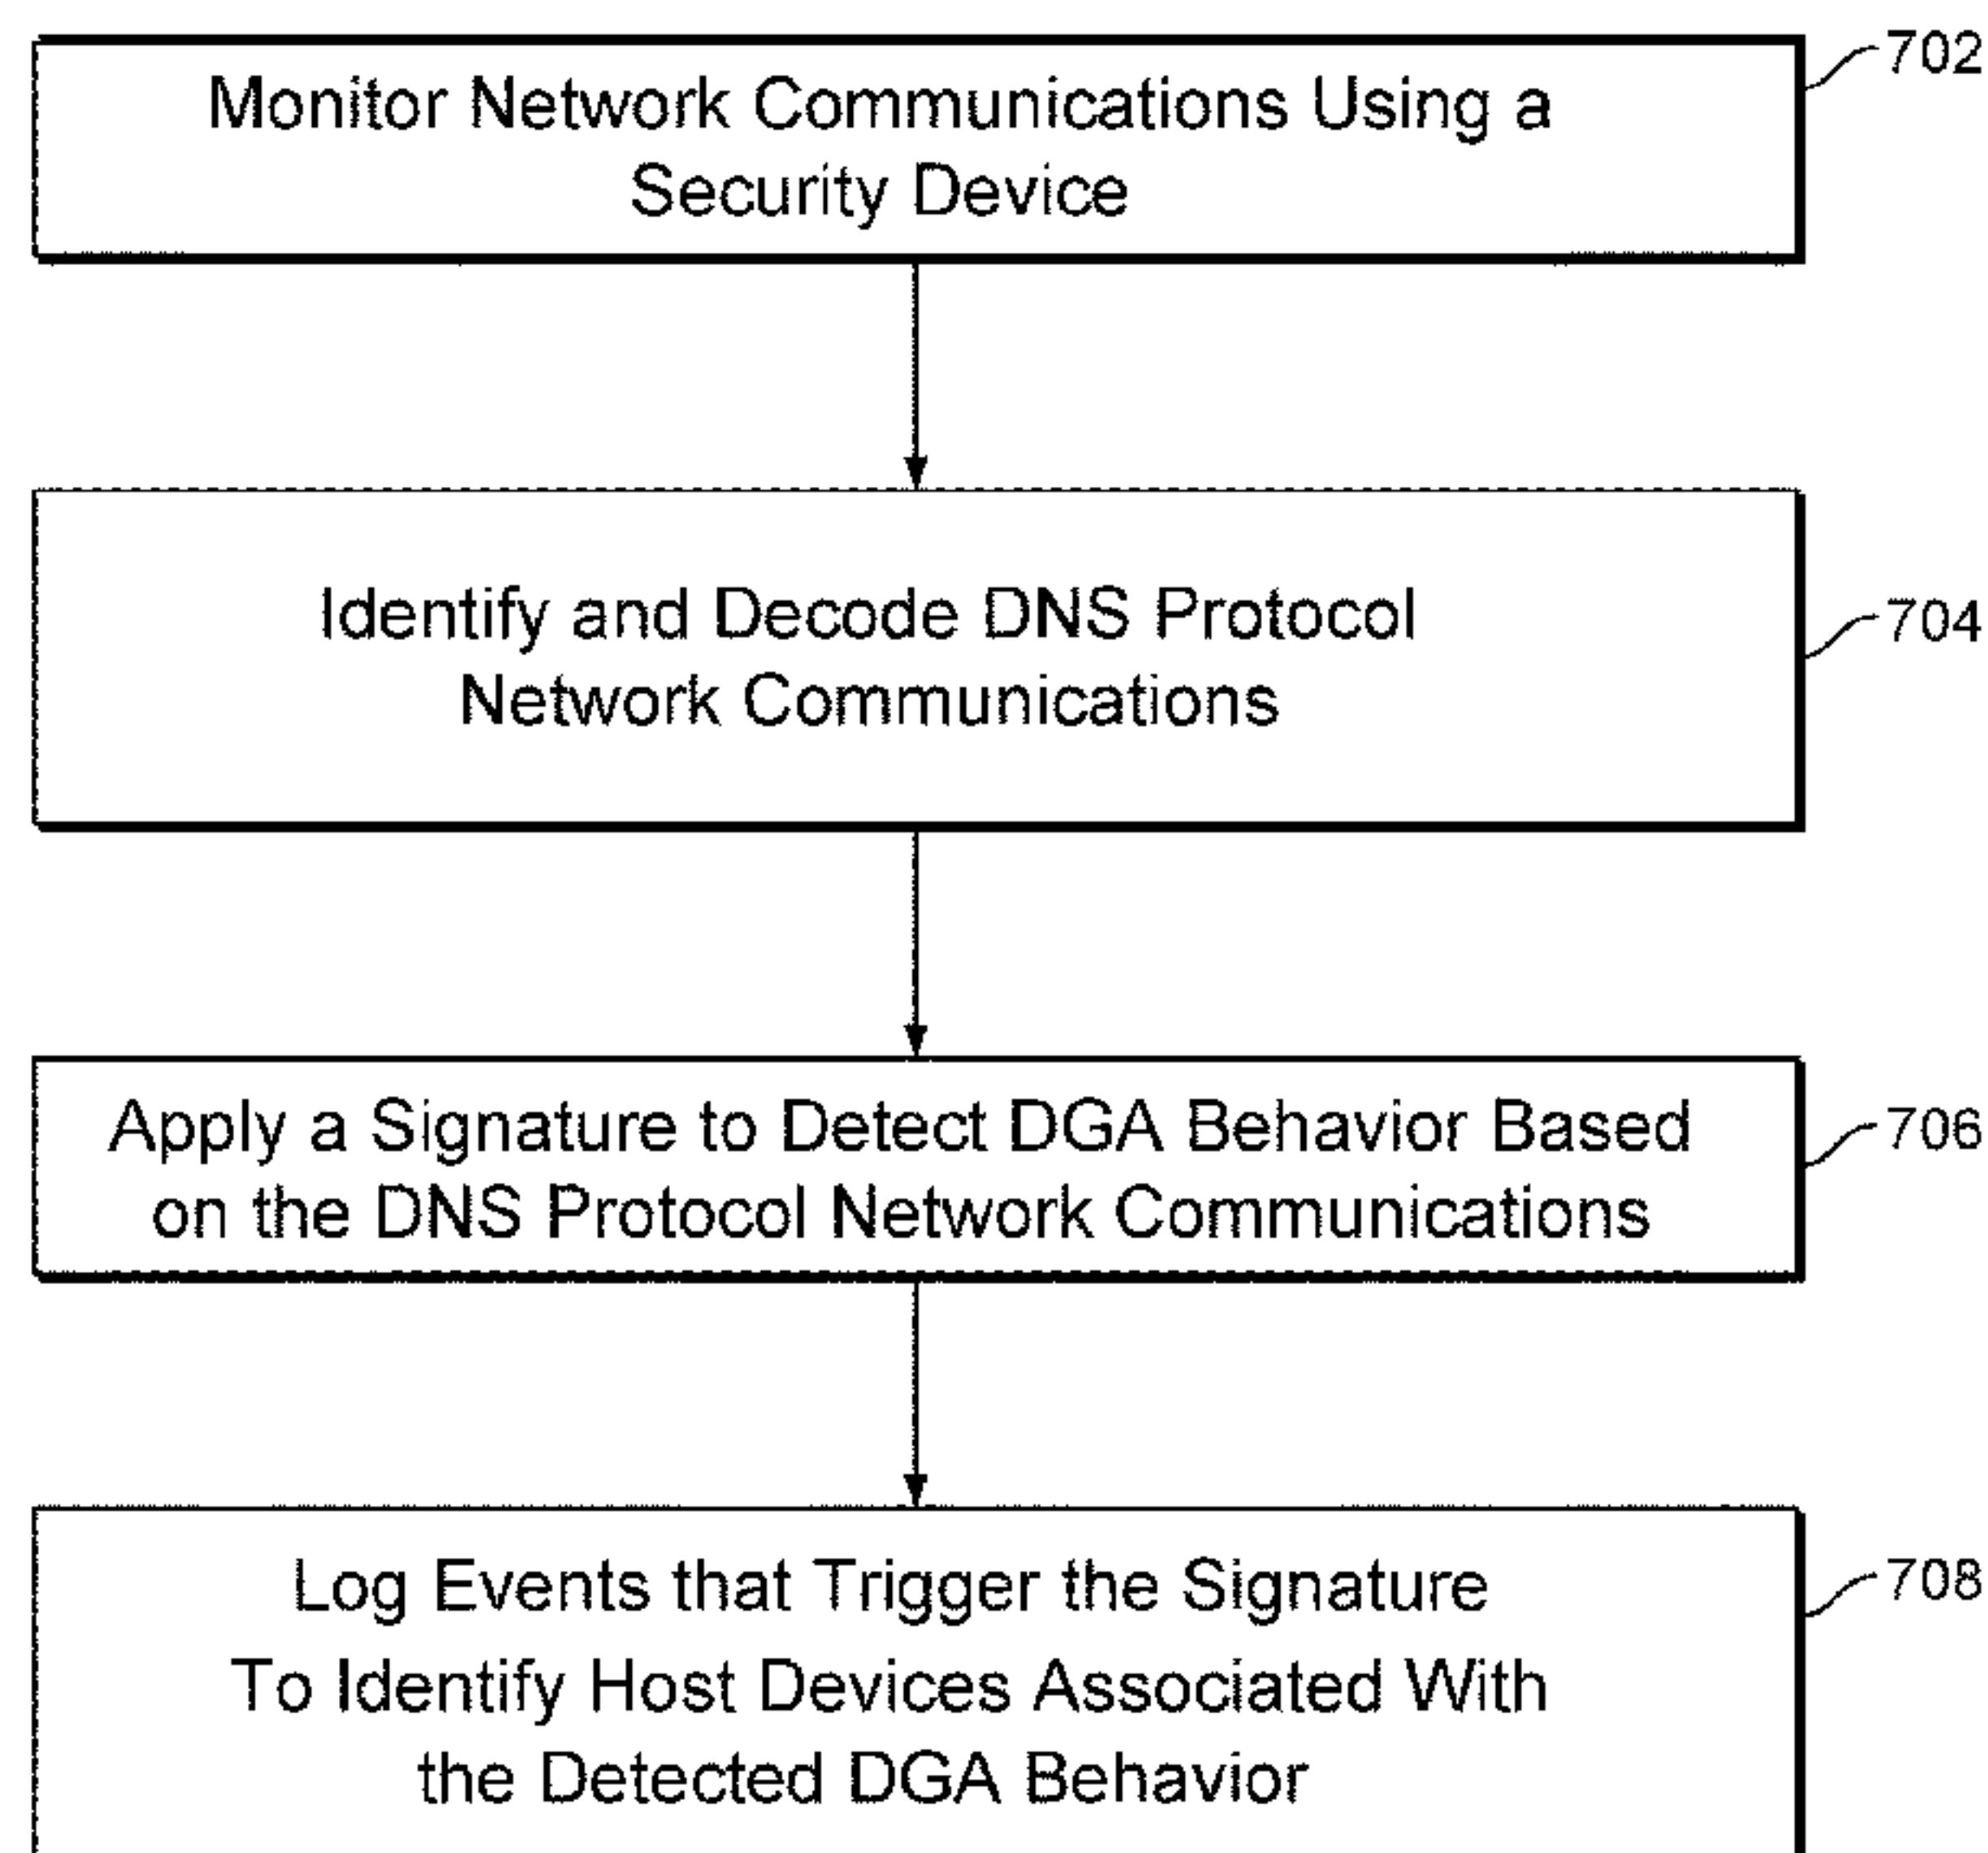 702
Monitor Network Communications Using a
Security Device
Identify and Decode DNS Protocol
704
Network Communications
Apply a Signature to Detect DGA Behavior Based
706
on the DNS Protocol Network Communications
Log Events that Trigger the Signature
708
To Identify Host Devices Associated With
the Detected DGA Behavior